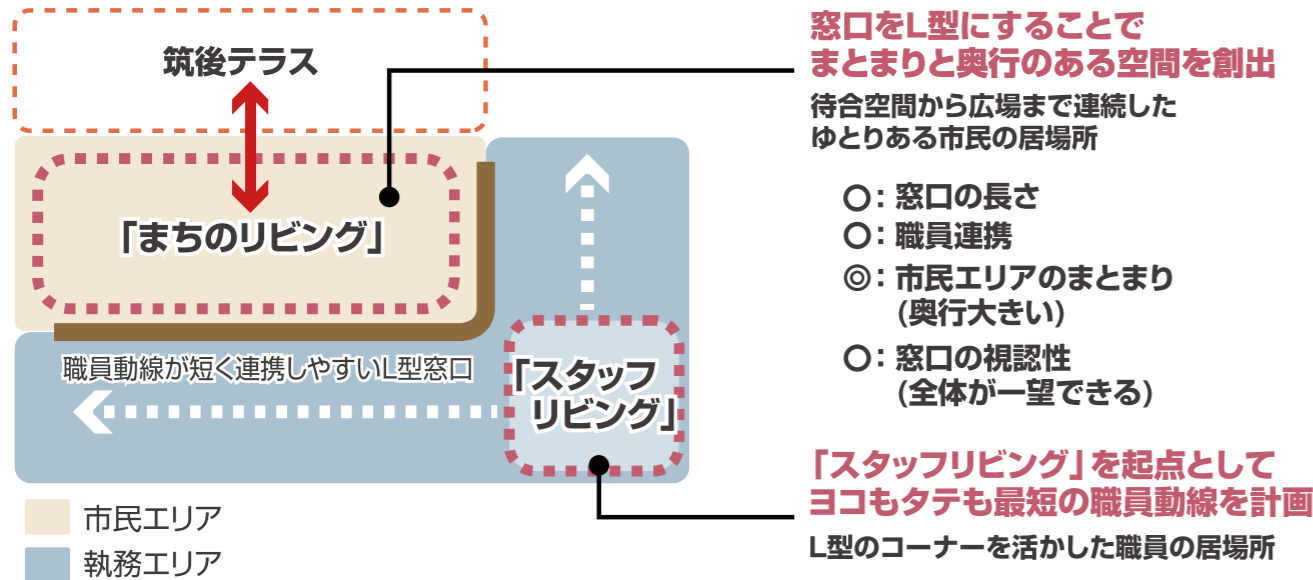 筑後テラス
「まちのリビング」
職員動線が短く連携しやすいL型窓口
「スタッフ
リビング」
市民エリア
執務エリア
窓口をL型にすることで
まとまりと奥行のある空間を創出
待合空間から広場まで連続した
ゆとりある市民の居場所
〇：窓口の長さ
〇：職員連携
◎：市民エリアのまとまり
(奥行大きい)
〇：窓口の視認性
(全体が一望できる)
「スタッフリビング」を起点として
ヨコもタテも最短の職員動線を計画
L型のコーナーを活かした職員の居場所